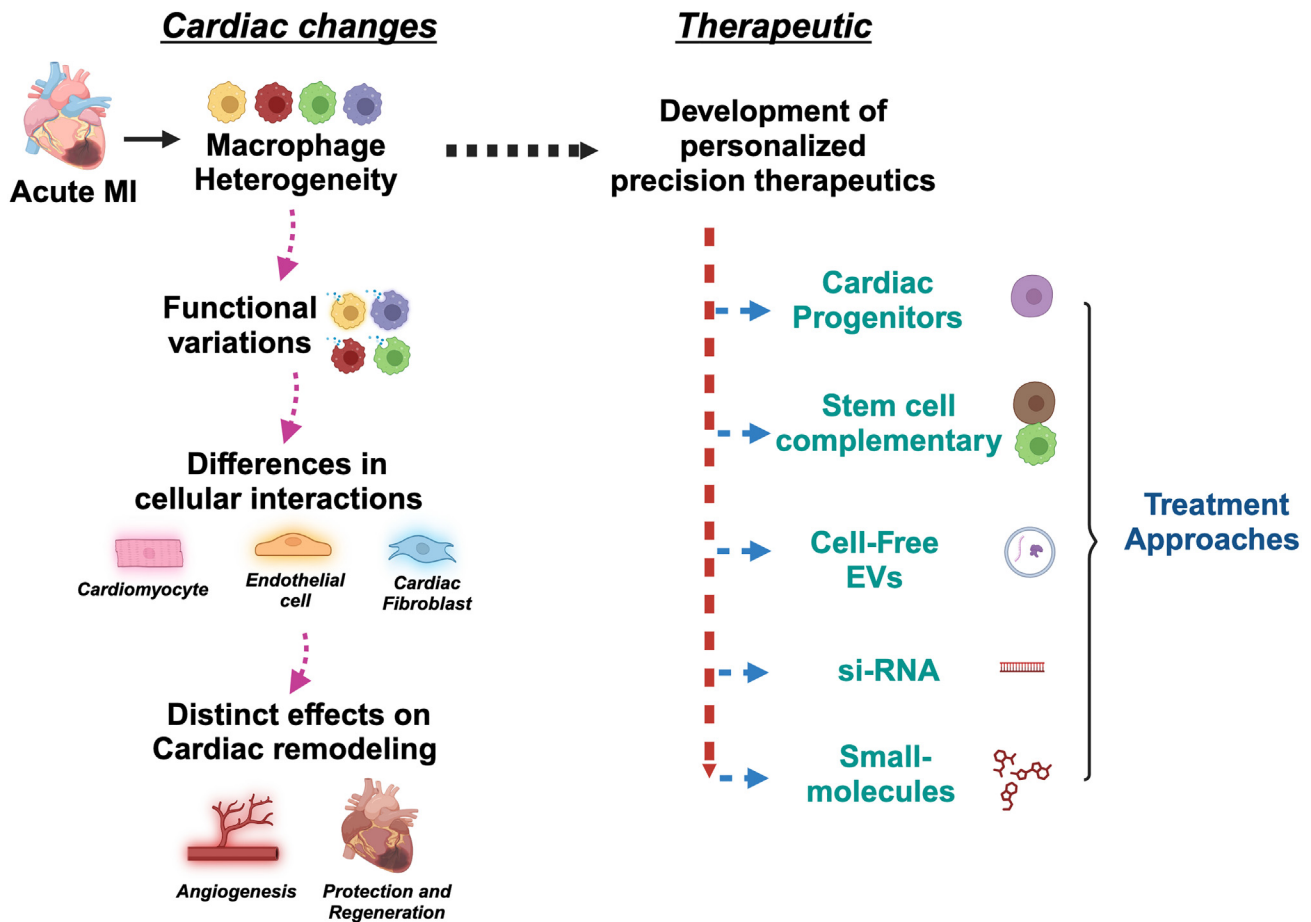 Cardiac changes
Therapeutic
Acute MI
Macrophage
Heterogeneity
Development of
personalized
precision therapeutics
Functional
variations
Differences in
cellular interactions
Cardiomyocyte
Endothelial
cell
Cardiac
Fibroblast
Distinct effects on
Cardiac remodeling
Angiogenesis
Protection and
Regeneration
Cardiac
Progenitors
Stem cell
complementary
Cell-Free
EVs
si-RNA
Small-
molecules
Treatment
Approaches